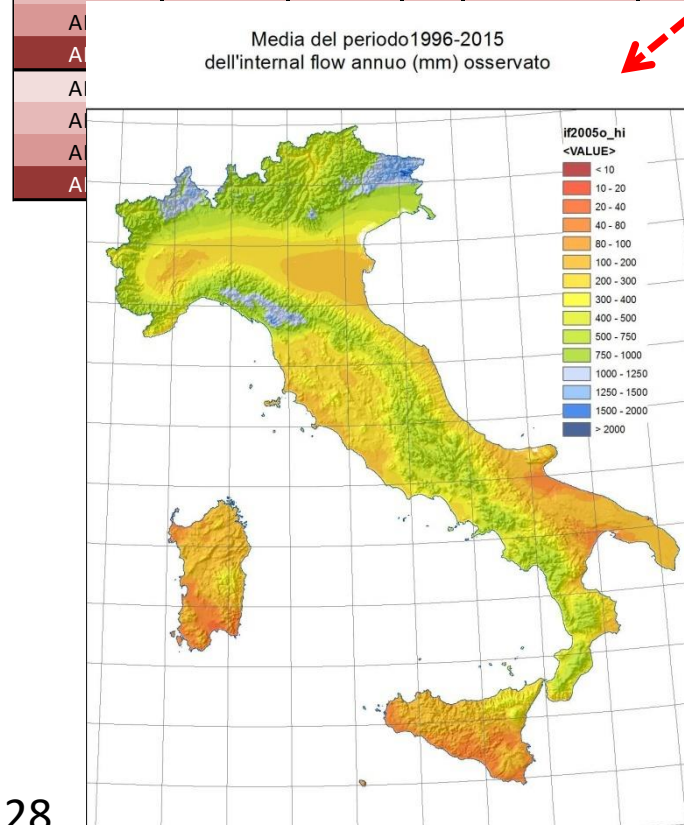 Media del periodo1996-2015
dell'internal flow annuo (mm) osservato
if2005o_hi
<VALUE>
< 10
10 - 20
20 - 40
40 - 80
80 - 100
100 - 200
200 - 300
300 - 400
400 - 500
500 - 750
750 - 1000
1000 - 1250
1250 - 1500
1500 - 2000
> 2000
28